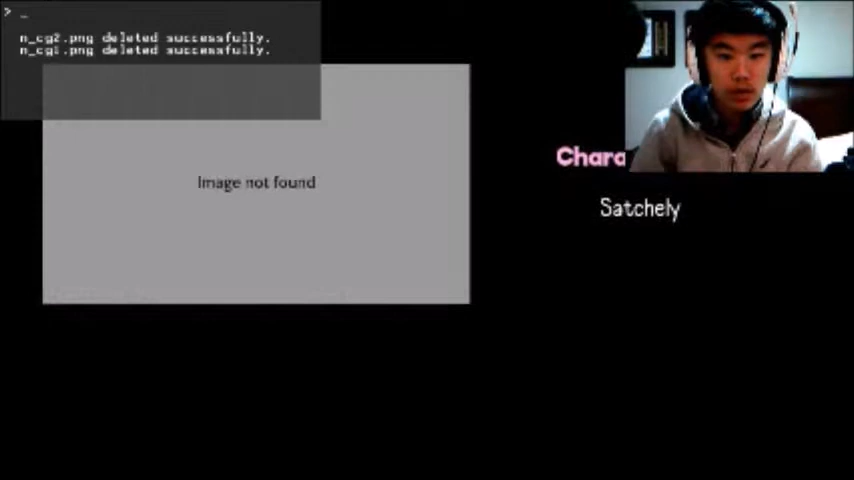 > _
n_cg2.png deleted successfully.
n_cg1.png deleted successfully.
Image not found
Chara
Satchely